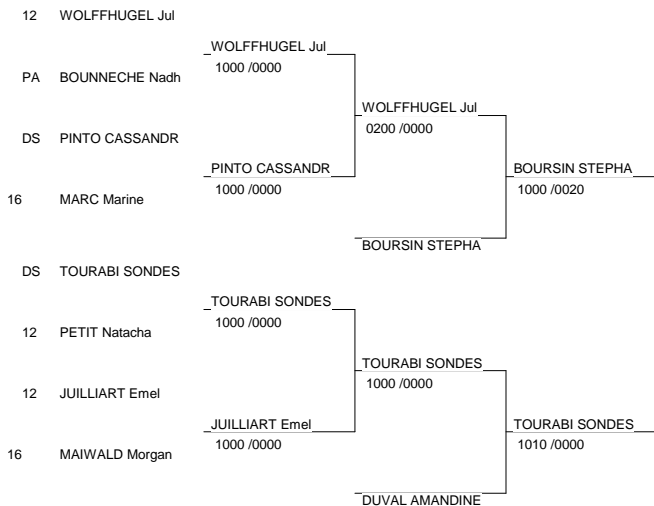 12 WOLFFHUGEL Jul
WOLFFHUGEL Jul
1000 /0000
PA BOUNNECHE Nadh
WOLFFHUGEL Jul
0200 /0000
DS PINTO CASSANDR
PINTO CASSANDR
1000 /0000
BOURSIN STEPHA
1000 /0020
16 MARC Marine
BOURSIN STEPHA
DS TOURABI SONDES
TOURABI SONDES
1000 /0000
12 PETIT Natacha
TOURABI SONDES
1000 /0000
12 JUILLIART Emel
JUILLIART Emel
1000 /0000
TOURABI SONDES
1010 /0000
16 MAIWALD Morgan
DUVAL AMANDINE